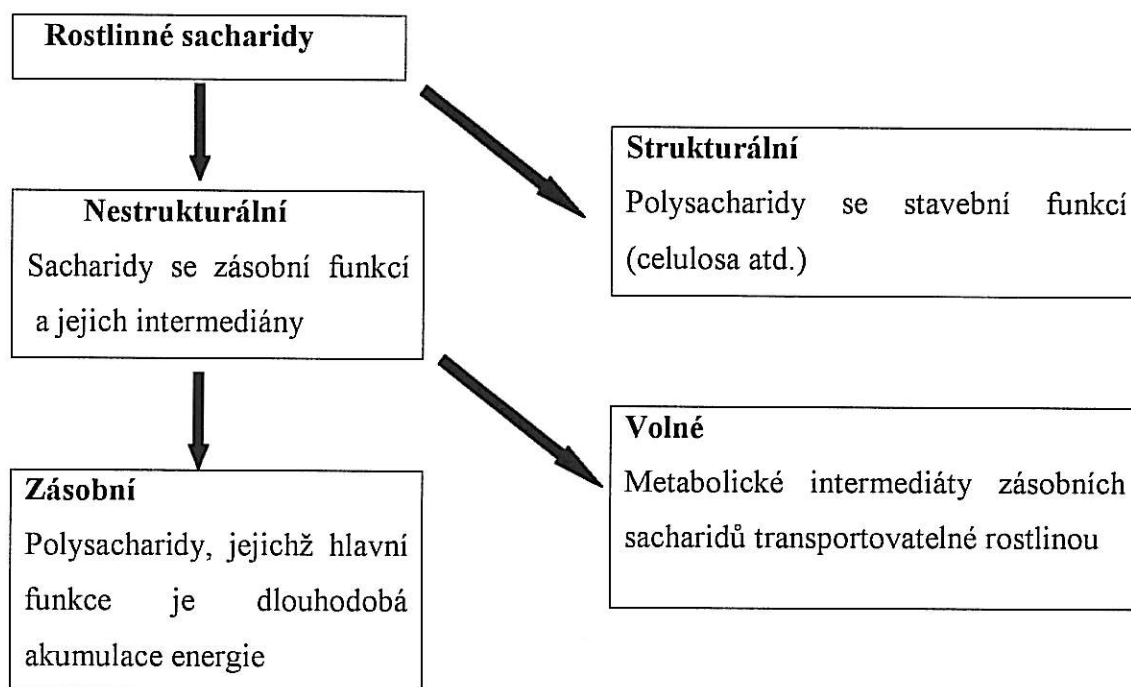 Rostlinné sacharidy
Strukturální
Polysacharidy se stavební funkcí
(celulosa atd.)
Nestrukturální
Sacharidy se zásobní funkcí
a jejich intermediány
Volné
Metabolické intermediáty zásobních
sacharidů transportovatelné rostlinou
Zásobní
Polysacharidy, jejichž hlavní
funkce je dlouhodobá
akumulace energie